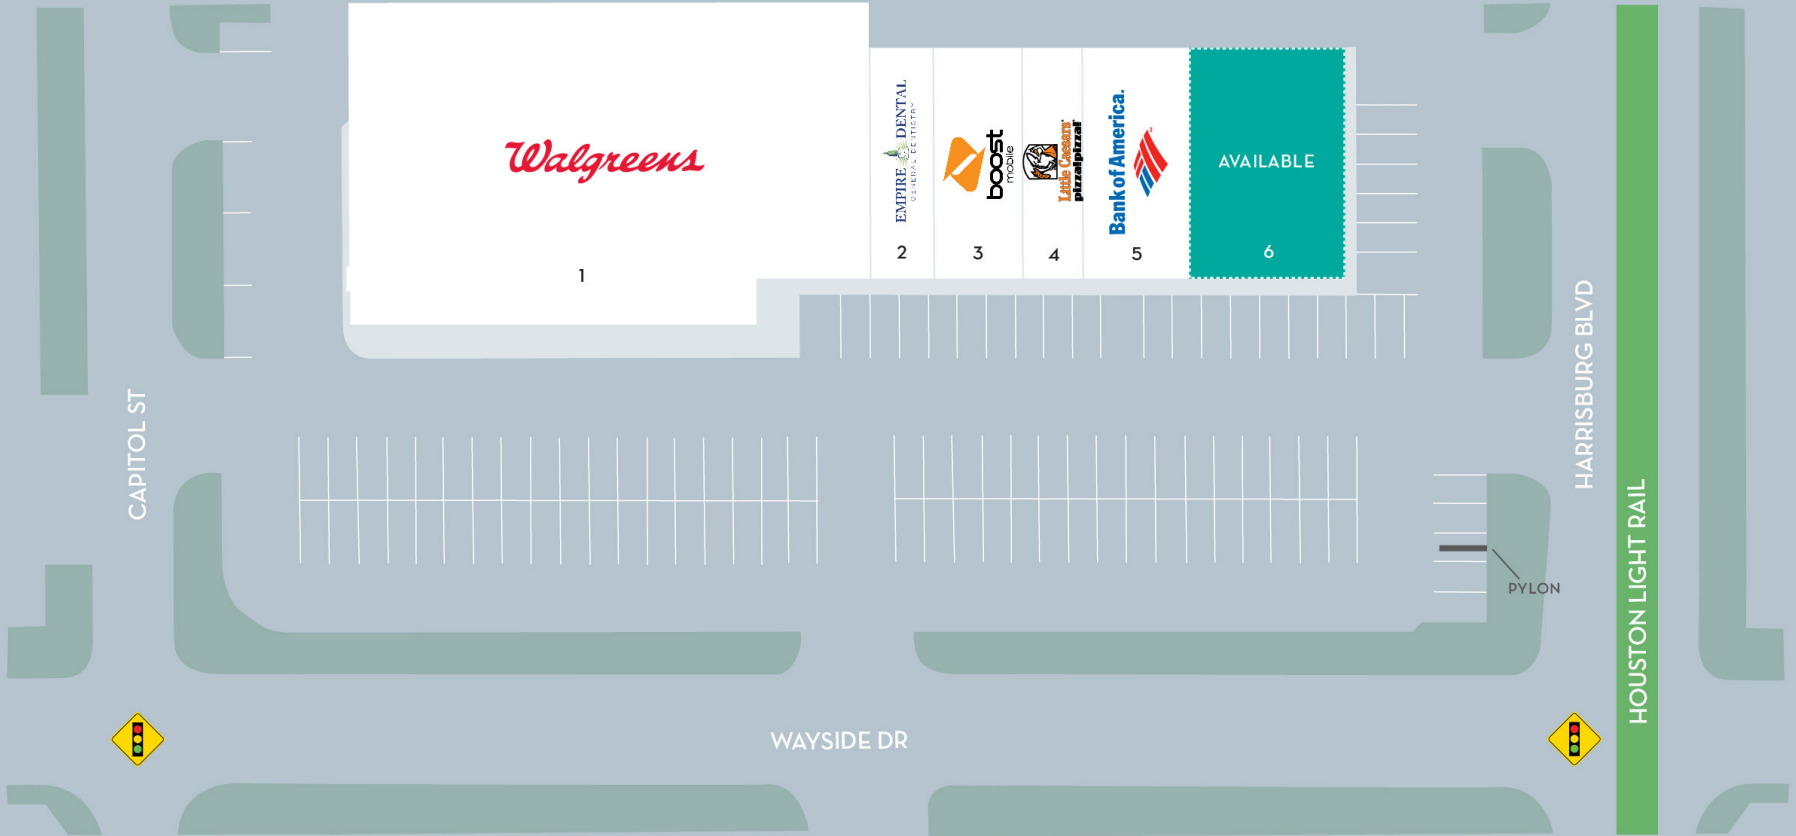 Walgreens
1
EMPIRE DENTAL
GENERAL DENTISTRY
2
boost
mobile
3
Little Caesars
pizza!pizza!
4
Bank of America.
5
AVAILABLE
6
CAPITOL ST
HARRISBURG BLVD
HOUSTON LIGHT RAIL
PYLON
WAYSIDE DR